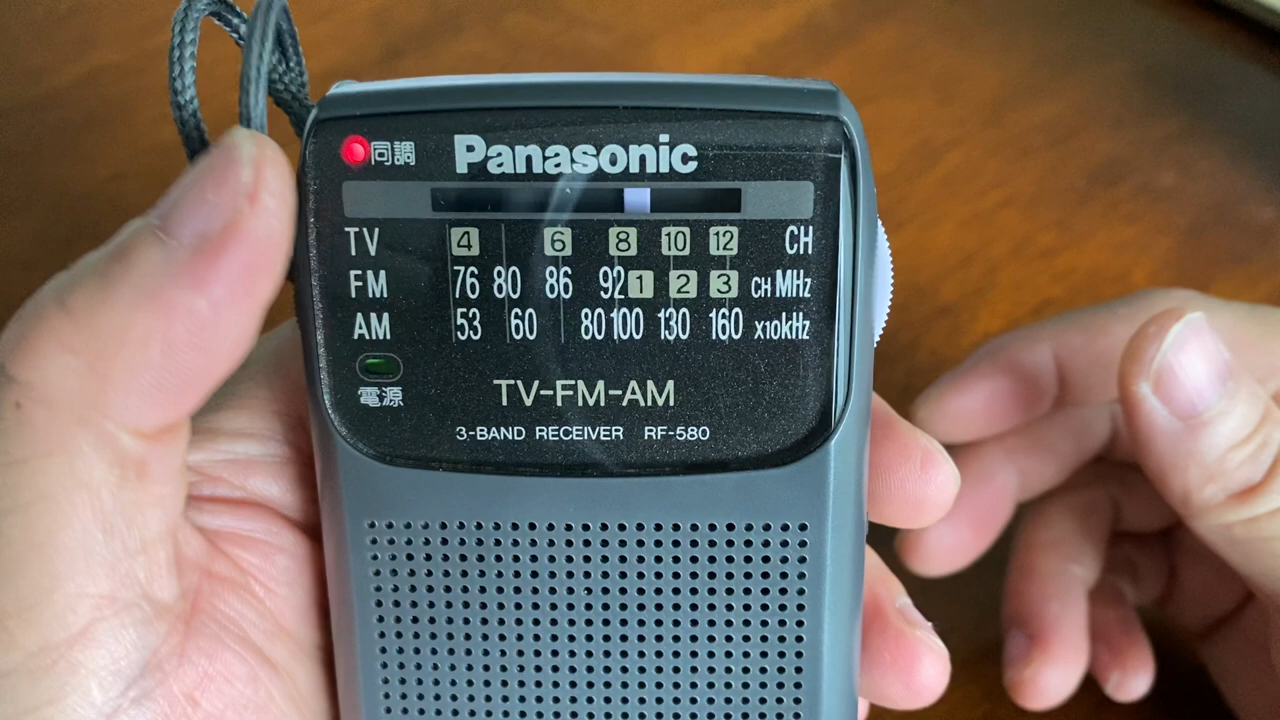 同調 Panasonic
TV 4 6 8 10 12 CH
FM 76 80 86 92 1 2 3 CH MHz
AM 53 60 80 100 130 160 x10kHz
電源
TV-FM-AM
3-BAND RECEIVER RF-580